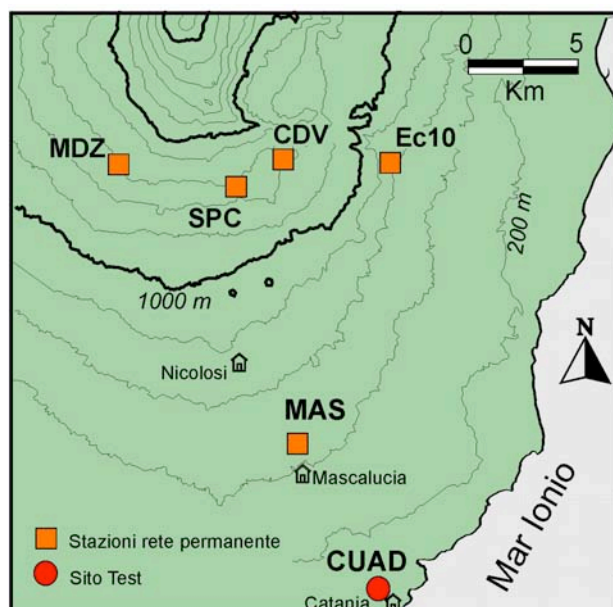 0 5
Km
MDZ
CDV
Ec10
SPC
200 m
1000 m
N
Nicolosi
MAS
Mascalucia
Mar Ionio
Stazioni rete permanente
CUAD
Sito Test
Catania